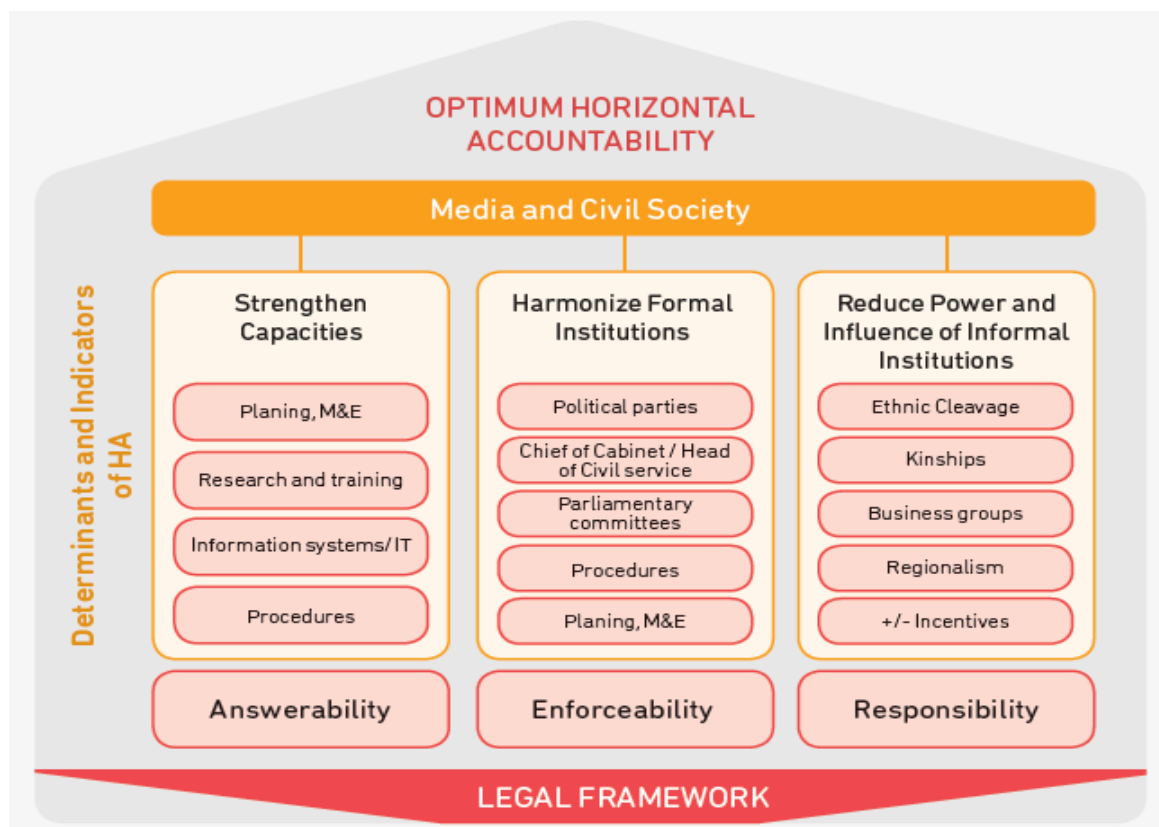 OPTIMUM HORIZONTAL
ACCOUNTABILITY
Media and Civil Society
Determinants and Indicators
of HA
Strengthen
Capacities
Planing, M&E
Research and training
Information systems/IT
Procedures
Harmonize Formal
Institutions
Political parties
Chief of Cabinet / Head
of Civil service
Parliamentary
committees
Procedures
Planing, M&E
Reduce Power and
Influence of Informal
Institutions
Ethnic Cleavage
Kinships
Business groups
Regionalism
+/- Incentives
Answerability
Enforceability
Responsibility
LEGAL FRAMEWORK